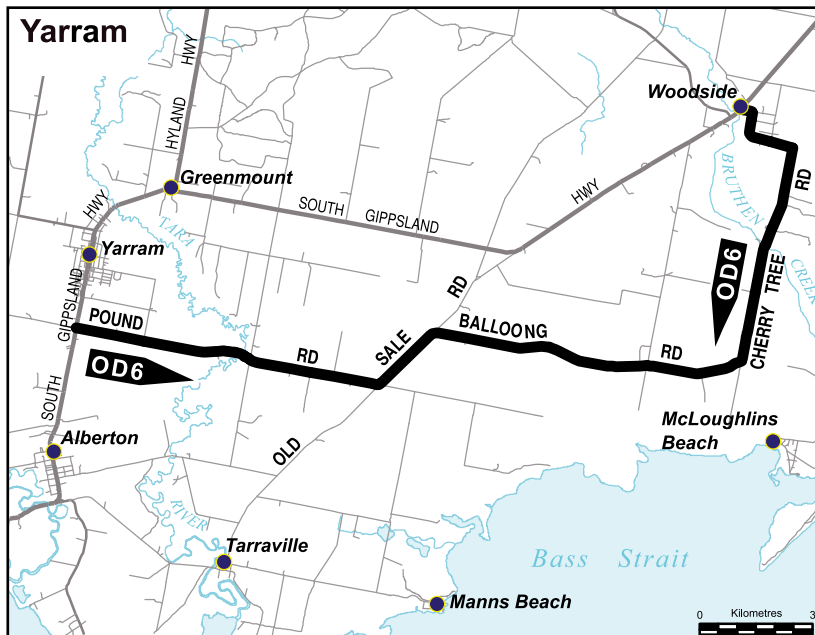 Yarram
HWY
HYLAND
Woodside
Greenmount
BRUTHEN
RD
HWY
SOUTH GIPPSLAND
HWY
TARA
Yarram
RD
OD6
CREEK
GIPPSLAND
POUND
BALLOONG
CHERRY TREE
RD
SALE
RD
OD6
SOUTH
McLoughlins
Beach
Alberton
OLD
RIVER
Tarraville
Bass Strait
Manns Beach
0 Kilometres 3